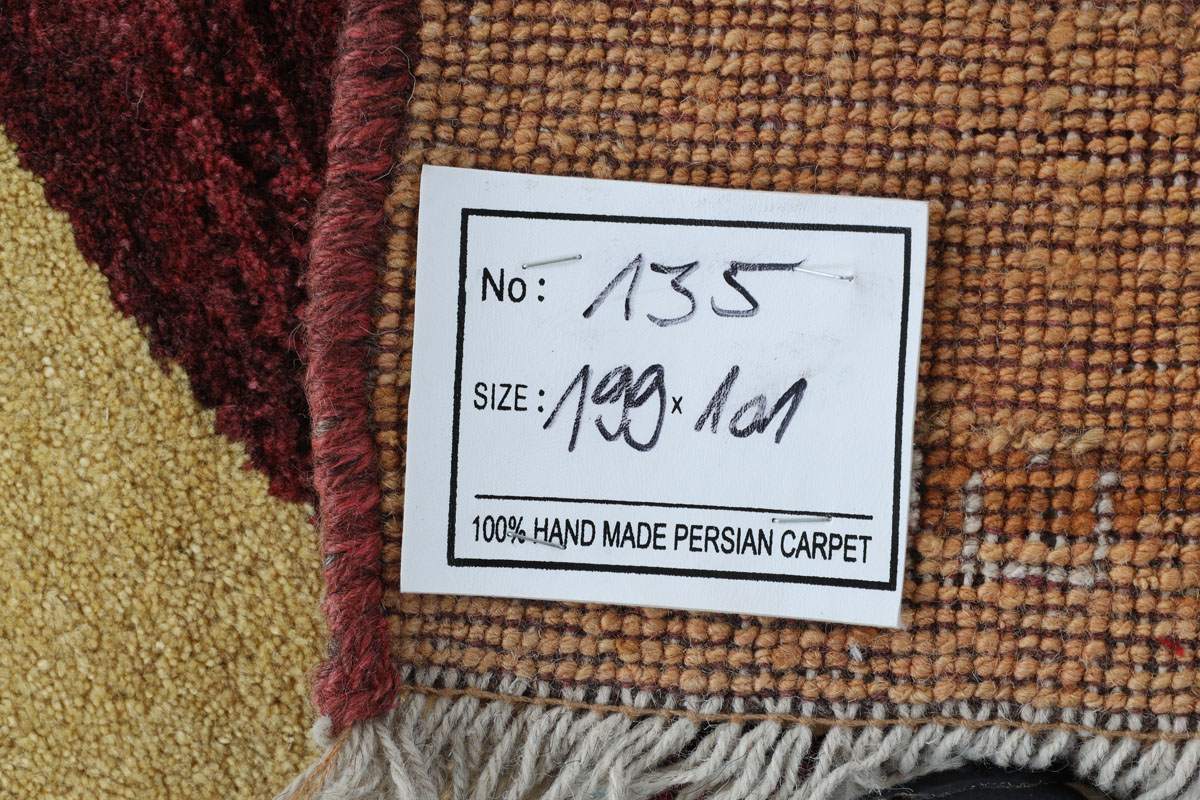 No: 135
SIZE: 199 x 101
100% HAND MADE PERSIAN CARPET